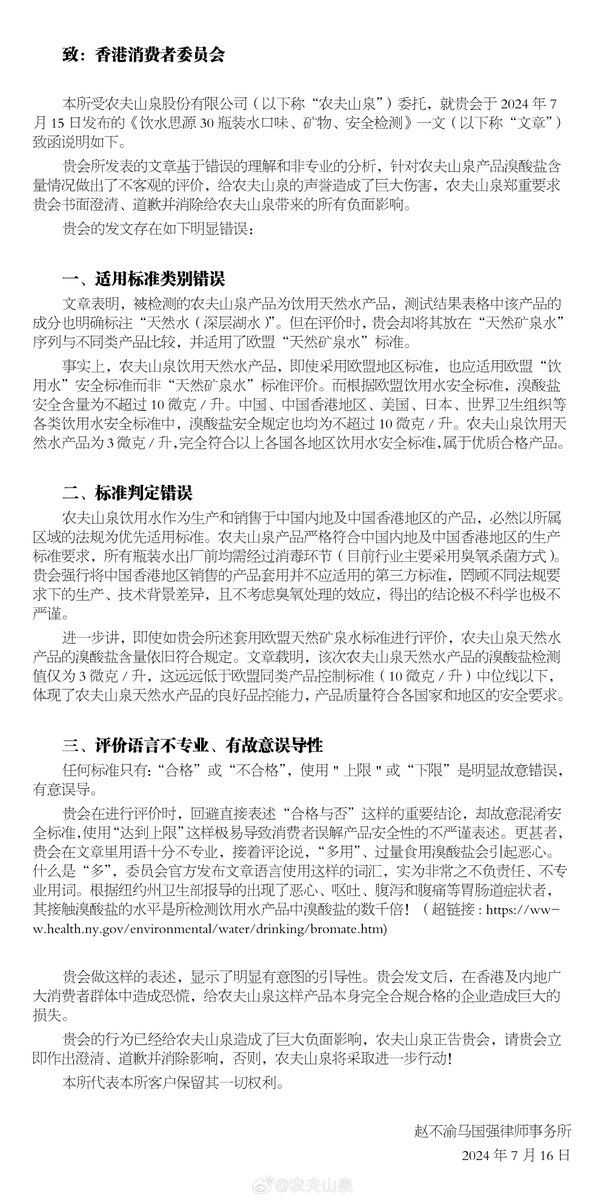 致：香港消费者委员会
本所受农夫山泉股份有限公司（以下称“农夫山泉”）委托，就贵会于 2024 年 7
月 15 日发布的《饮水思源 30 瓶装水口味、矿物、安全检测》一文（以下称“文章”）
致函说明如下。
贵会所发表的文章基于错误的理解和非专业的分析，针对农夫山泉产品溴酸盐含
量情况做出了不客观的评价，给农夫山泉的声誉造成了巨大伤害，农夫山泉郑重要求
贵会书面澄清、道歉并消除给农夫山泉带来的所有负面影响。
贵会的发文存在如下明显错误：
一、适用标准类别错误
文章表明，被检测的农夫山泉产品为饮用天然水产品，测试结果表格中该产品的
成分也明确标注“天然水（深层湖水）”。但在评价时，贵会却将其放在“天然矿泉水”
序列与不同类产品比较，并适用了欧盟“天然矿泉水”标准。
事实上，农夫山泉饮用天然水产品，即使采用欧盟地区标准，也应适用欧盟“饮
用水”安全标准而非“天然矿泉水”标准评价。而根据欧盟饮用水安全标准，溴酸盐
安全含量为不超过 10 微克 / 升。中国、中国香港地区、美国、日本、世界卫生组织等
各类饮用水安全标准中，溴酸盐安全规定也均为不超过 10 微克 / 升。农夫山泉饮用天
然水产品为 3 微克 / 升，完全符合以上各国各地区饮用水安全标准，属于优质合格产品。
二、标准判定错误
农夫山泉饮用水作为生产和销售于中国内地及中国香港地区的产品，必然以所属
区域的法规为优先适用标准。农夫山泉产品严格符合中国内地及中国香港地区的生产
标准要求，所有瓶装水出厂前均需经过消毒环节（目前行业主要采用臭氧杀菌方式）。
贵会强行将中国香港地区销售的产品套用并不应适用的第三方标准，罔顾不同法规要
求下的生产、技术背景差异，且不考虑臭氧处理的效应，得出的结论极不科学也极不
严谨。
进一步讲，即使如贵会所述套用欧盟天然矿泉水标准进行评价，农夫山泉天然水
产品的溴酸盐含量依旧符合规定。文章载明，该次农夫山泉天然水产品的溴酸盐检测
值仅为 3 微克 / 升，这远远低于欧盟同类产品控制标准（10 微克 / 升）中位线以下，
体现了农夫山泉天然水产品的良好品控能力，产品质量符合各国家和地区的安全要求。
三、评价语言不专业、有故意误导性
任何标准只有：“合格”或“不合格”，使用 " 上限 " 或“下限”是明显故意错误，
有意误导。
贵会在进行评价时，回避直接表述“合格与否”这样的重要结论，却故意混淆安
全标准，使用“达到上限”这样极易导致消费者误解产品安全性的不严谨表述。更甚者，
贵会在文章里用语十分不专业，接着评论说，“多用”、过量食用溴酸盐会引起恶心。
什么是“多”，委员会官方发布文章语言使用这样的词汇，实为非常之不负责任、不专
业用词。根据纽约州卫生部报导的出现了恶心、呕吐、腹泻和腹痛等胃肠道症状者，
其接触溴酸盐的水平是所检测饮用水产品中溴酸盐的数千倍！（超链接 : https://ww-
w.health.ny.gov/environmental/water/drinking/bromate.htm)
贵会做这样的表述，显示了明显有意图的引导性。贵会发文后，在香港及内地广
大消费者群体中造成恐慌，给农夫山泉这样产品本身完全合规合格的企业造成巨大的
损失。
贵会的行为已经给农夫山泉造成了巨大负面影响，农夫山泉正告贵会，请贵会立
即作出澄清、道歉并消除影响，否则，农夫山泉将采取进一步行动！
本所代表本所客户保留其一切权利。
赵不渝马国强律师事务所
2024 年 7 月 16 日
@农夫山泉